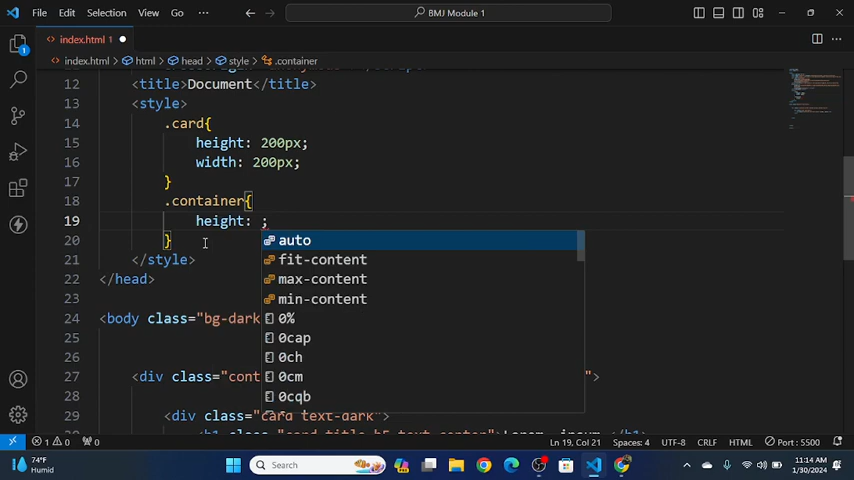 File Edit Selection View Go ··· BMJ Module 1
index.html 1
index.html > html > head > style > .container
12 <title>Document</title>
13 <style>
14 .card{
15 height: 200px;
16 width: 200px;
17 }
18 .container{
19 height: ;
20 }
auto
21 </style>
fit-content
22 </head>
max-content
23
min-content
24 <body class="bg-dark
0%
25
0cap
26
0ch
27 <div class="cont
0cm
">
28
0cqb
29 <div class="card text-dark">
1 0 0 Ln 19, Col 21 Spaces: 4 UTF-8 CRLF HTML Port : 5500
74°F
Humid
Search
11:14 AM
1/30/2024